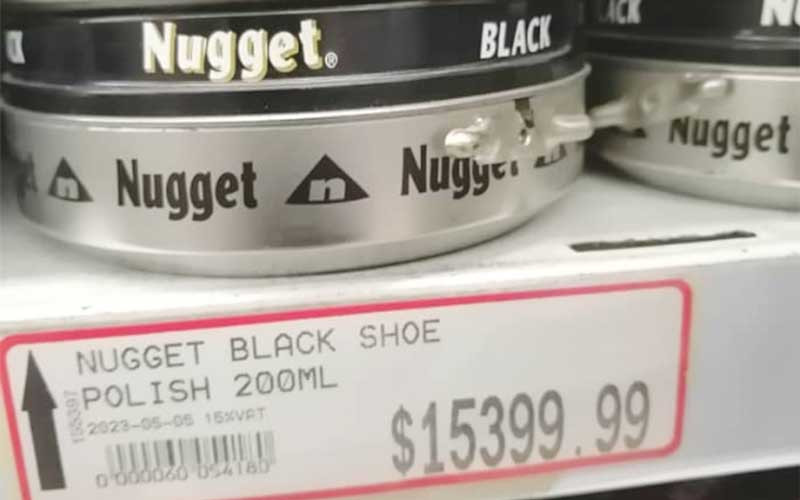 Nugget® BLACK
n Nugget n Nugget
Nugget
NUGGET BLACK SHOE
POLISH 200ML
2023-05-05 15%VAT
$15399.99